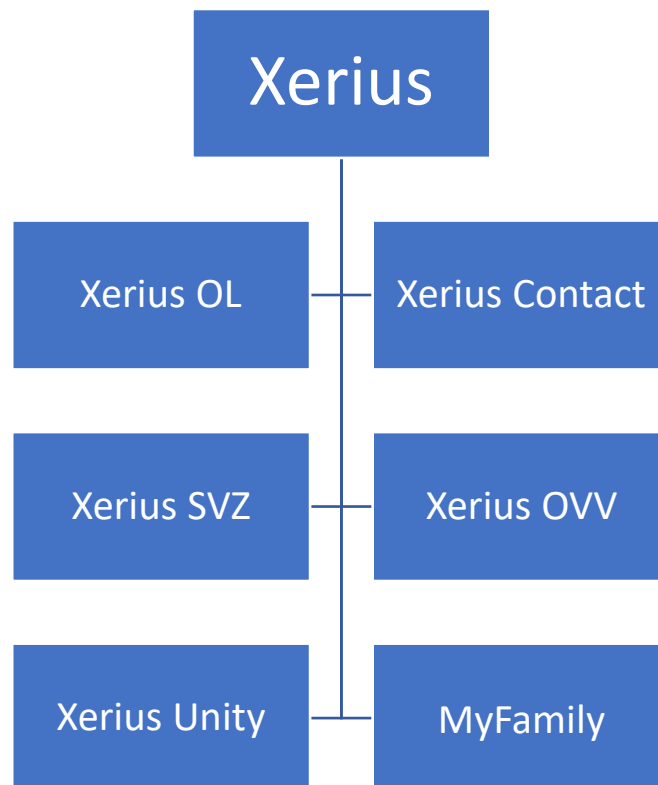 Xerius
Xerius OL
Xerius Contact
Xerius SVZ
Xerius OVV
Xerius Unity
MyFamily